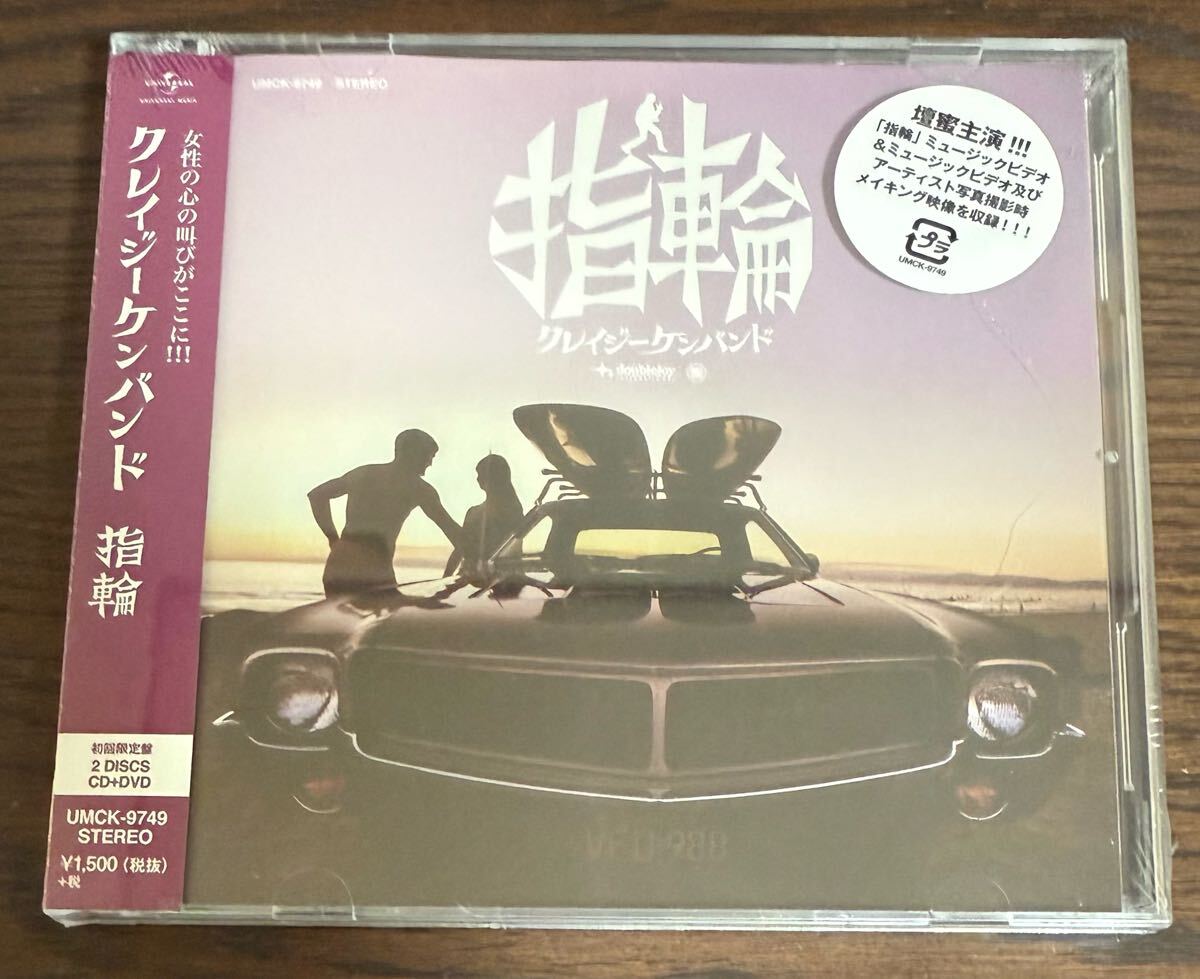 UNIVERSAL
UNIVERSAL MUSIC
女性の心の叫びがここに!!!
クレイジーケンバンド 指輪
初回限定盤
2 DISCS
CD+DVD
UMCK-9749
STEREO
¥1,500（税抜）
+税
UMCK-9749 STEREO
指輪
クレイジーケンバンド
doublejoy
壇蜜主演!!!
「指輪」ミュージックビデオ
&ミュージックビデオ及び
アーティスト写真撮影時
メイキング映像を収録!!!
プラ
UMCK-9749